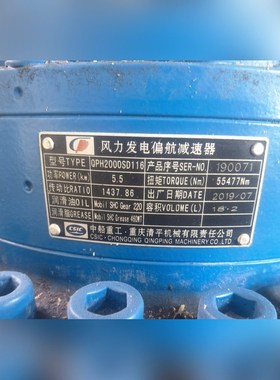 风力发电偏航减速器
型号TYPE QPH2000SD116 产品序号SER-NO. 190071
功率POWER(kw) 5.5 扭矩TORQUE(Nm) 55477Nm
传动比RATIO 1437.86 出厂日期DATE 2019/07
润滑油OIL Mobil SHC Gear 220 容积VOLUME(L)
润滑脂GREASE Mobil SHC Grease 460WT
CSIC 中船重工·重庆清平机械有限责任公司
CSIC·CHONGQING QINGPING MACHINERY CO.,LTD